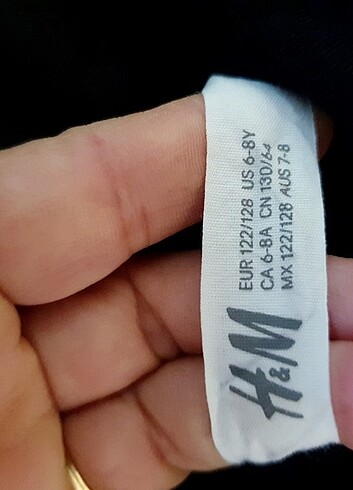 H&M
EUR 122/128 US 6-8Y
CA 6-8A CN 130/64
MX 122/128 AUS 7-8